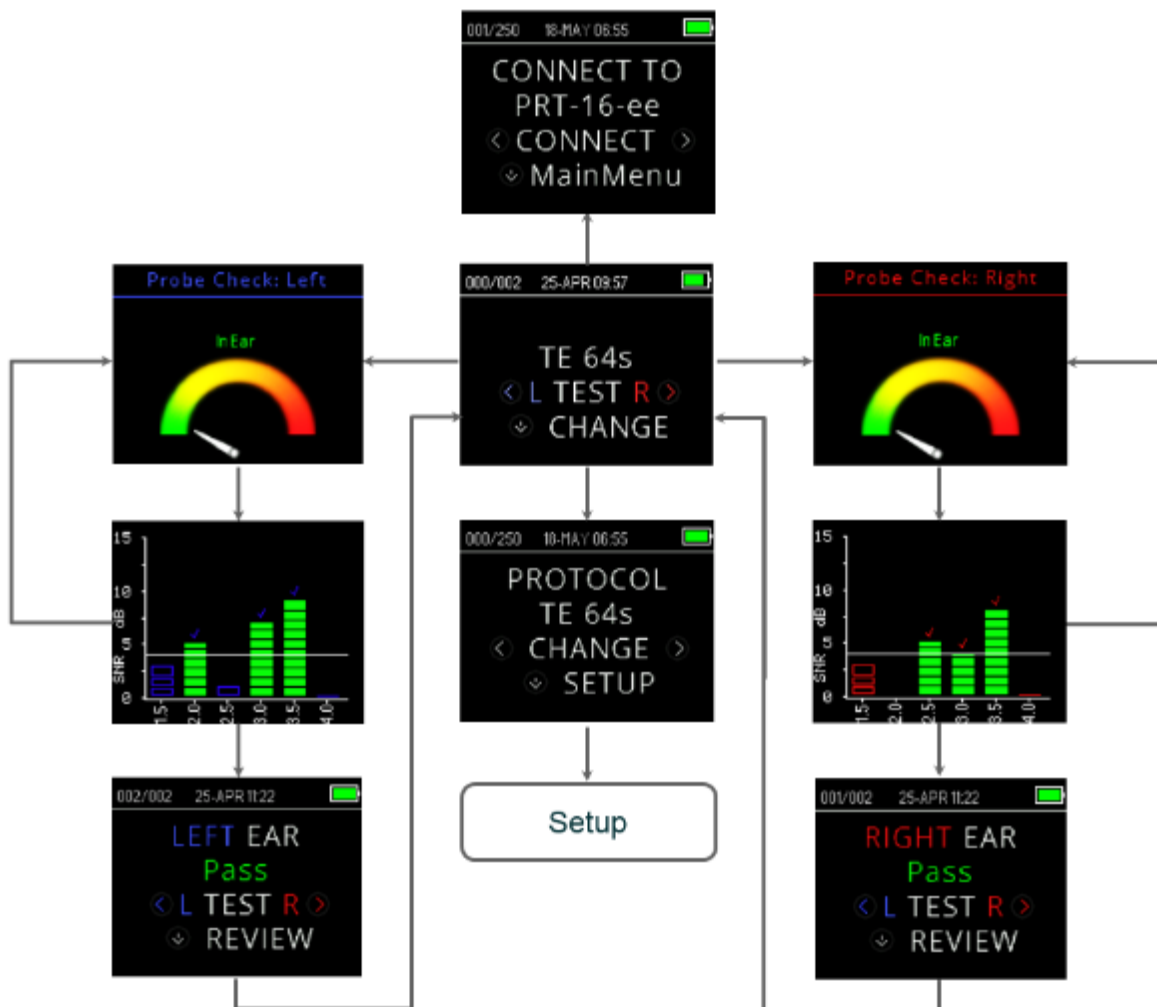 001/250 18-MAY 06:55
CONNECT TO
PRT-16-ee
CONNECT
MainMenu
Probe Check: Left
InEar
000/002 25-APR 09:57
TE 64s
L TEST R
CHANGE
Probe Check: Right
InEar
15
10
5
0
SNR dB
1.5 2.0 2.5 3.0 3.5 4.0
000/250 18-MAY 06:55
PROTOCOL
TE 64s
CHANGE
SETUP
15
10
5
0
SNR dB
1.5 2.0 2.5 3.0 3.5 4.0
002/002 25-APR 11:22
LEFT EAR
Pass
L TEST R
REVIEW
Setup
001/002 25-APR 11:22
RIGHT EAR
Pass
L TEST R
REVIEW